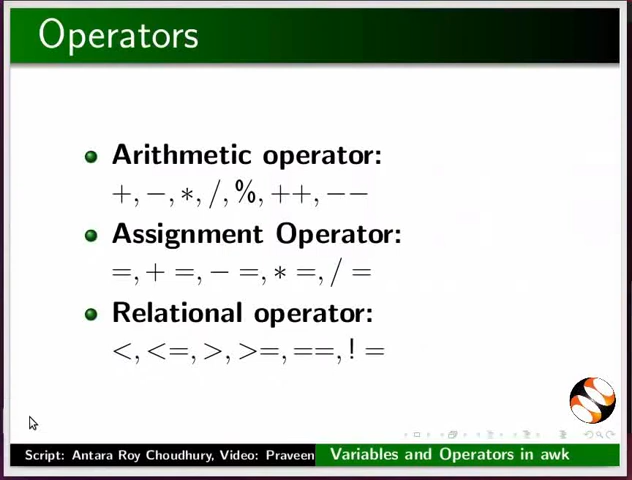 Operators
Arithmetic operator:
+, −, ∗, /, %, ++, −−
Assignment Operator:
=, + =, − =, ∗ =, / =
Relational operator:
<, <=, >, >=, ==, ! =
Script: Antara Roy Choudhury, Video: Praveen
Variables and Operators in awk